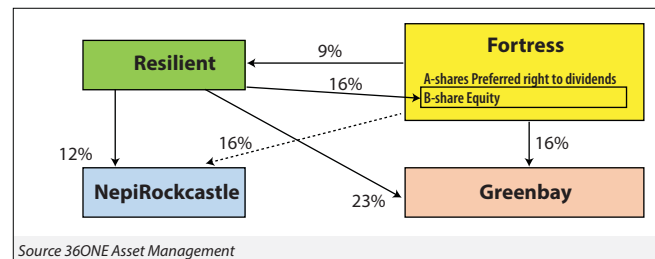 Fortress
9%
Resilient
A-shares Preferred right to dividends
16%
B-share Equity
12%
16%
16%
23%
NepiRockcastle
Greenbay
Source 36ONE Asset Management